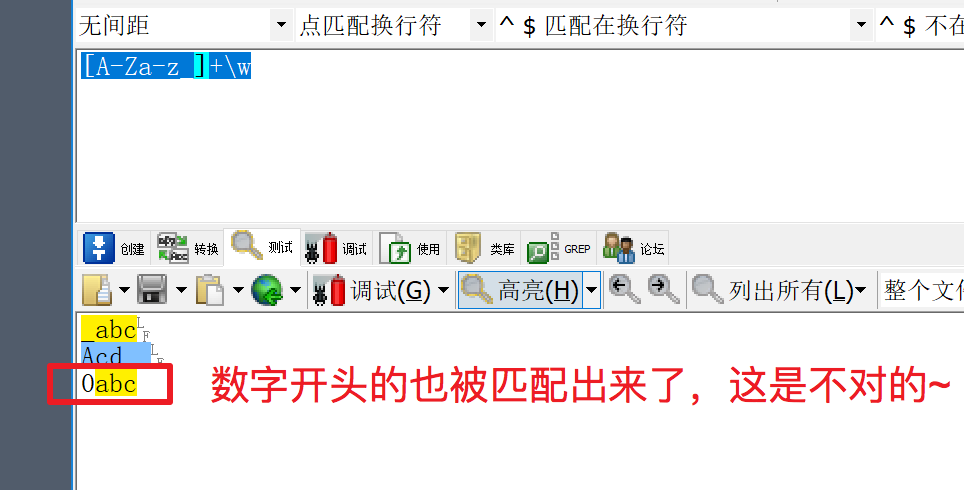 无间距 点匹配换行符 ^ $ 匹配在换行符 ^ $ 不在
[A-Za-z_]+\w
创建 转换 测试 调试 使用 类库 GREP 论坛
调试(G) 高亮(H) 列出所有(L) 整个文件
_abc LF
Acd_ LF
0abc
数字开头的也被匹配出来了，这是不对的~